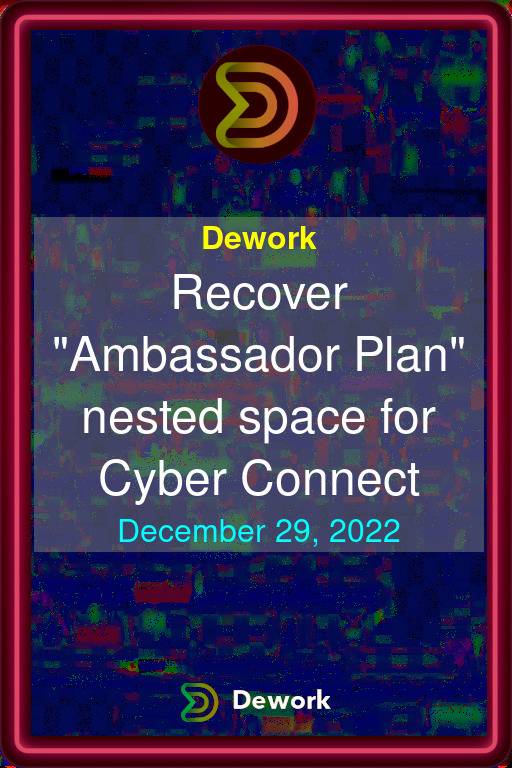 Dework
Recover
"Ambassador Plan"
nested space for
Cyber Connect
December 29, 2022
Dework